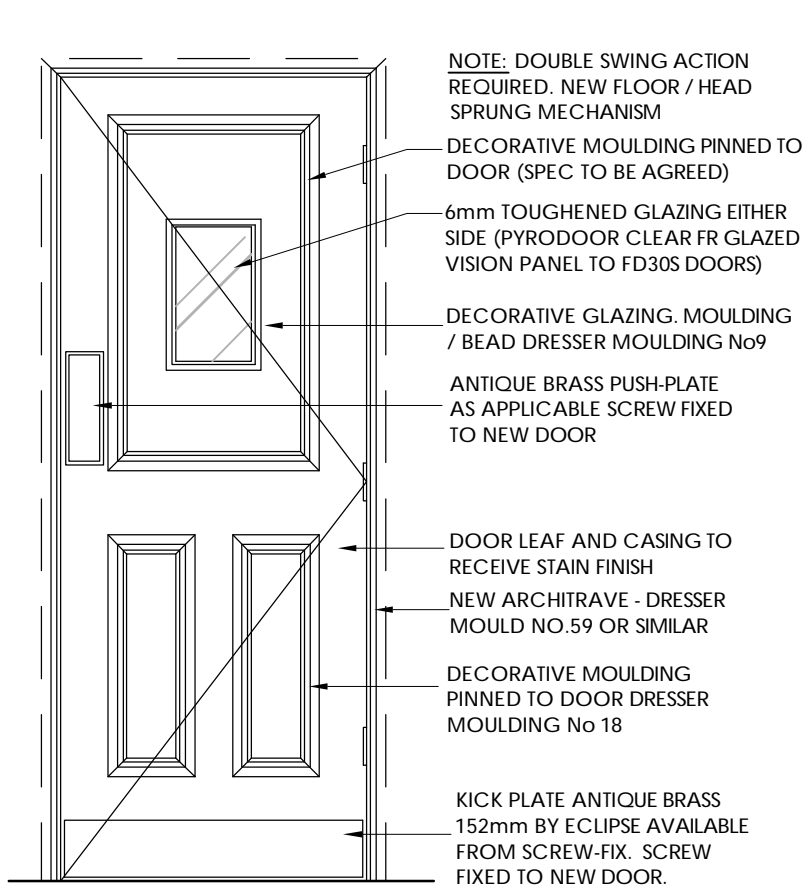 NOTE: DOUBLE SWING ACTION
REQUIRED. NEW FLOOR / HEAD
SPRUNG MECHANISM
DECORATIVE MOULDING PINNED TO
DOOR (SPEC TO BE AGREED)
6mm TOUGHENED GLAZING EITHER
SIDE (PYRODOOR CLEAR FR GLAZED
VISION PANEL TO FD30S DOORS)
DECORATIVE GLAZING. MOULDING
/ BEAD DRESSER MOULDING No9
ANTIQUE BRASS PUSH-PLATE
AS APPLICABLE SCREW FIXED
TO NEW DOOR
DOOR LEAF AND CASING TO
RECEIVE STAIN FINISH
NEW ARCHITRAVE - DRESSER
MOULD NO.59 OR SIMILAR
DECORATIVE MOULDING
PINNED TO DOOR DRESSER
MOULDING No 18
KICK PLATE ANTIQUE BRASS
152mm BY ECLIPSE AVAILABLE
FROM SCREW-FIX. SCREW
FIXED TO NEW DOOR.